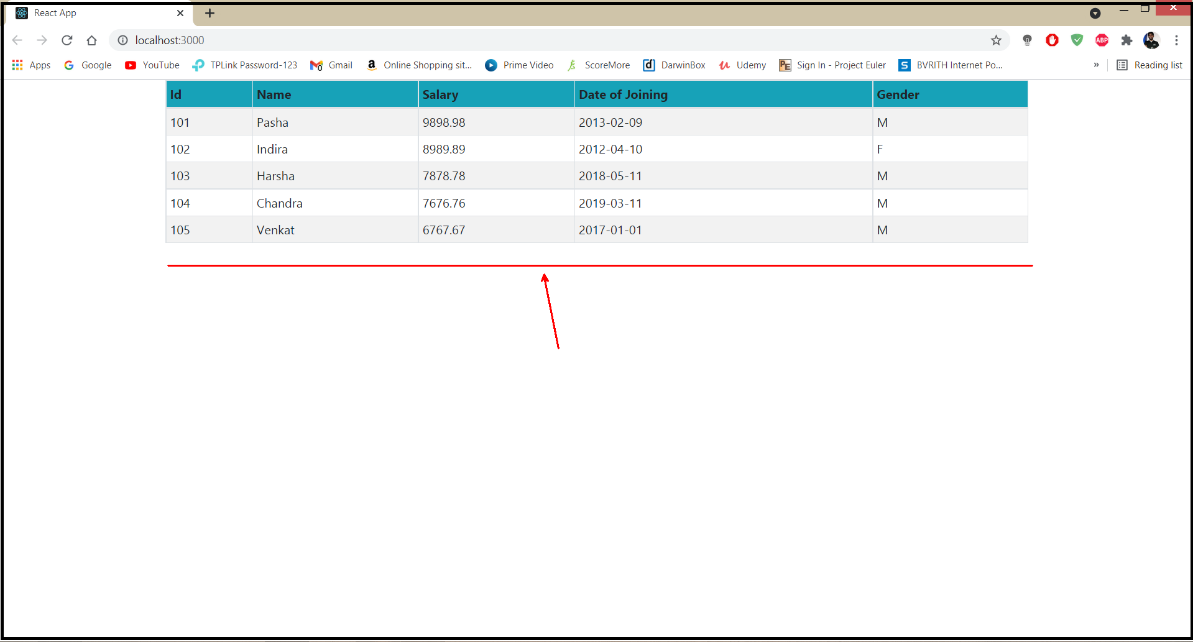 React App
localhost:3000
ABP
Apps Google YouTube TPLink Password-123 Gmail Online Shopping sit... Prime Video ScoreMore DarwinBox Udemy Sign In - Project Euler BVRITH Internet Po... » Reading list
Id Name Salary Date of Joining Gender
101 Pasha 9898.98 2013-02-09 M
102 Indira 8989.89 2012-04-10 F
103 Harsha 7878.78 2018-05-11 M
104 Chandra 7676.76 2019-03-11 M
105 Venkat 6767.67 2017-01-01 M